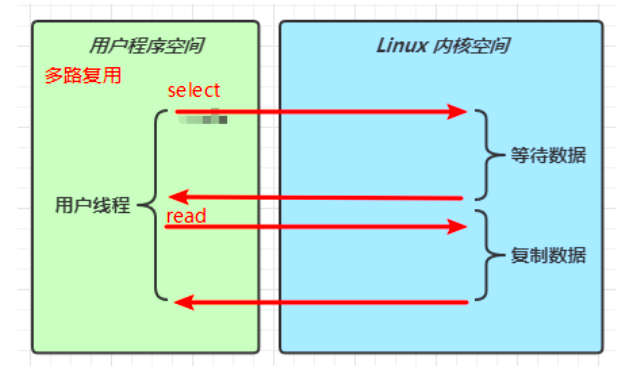 用户程序空间
Linux 内核空间
多路复用
select
等待数据
用户线程
read
复制数据